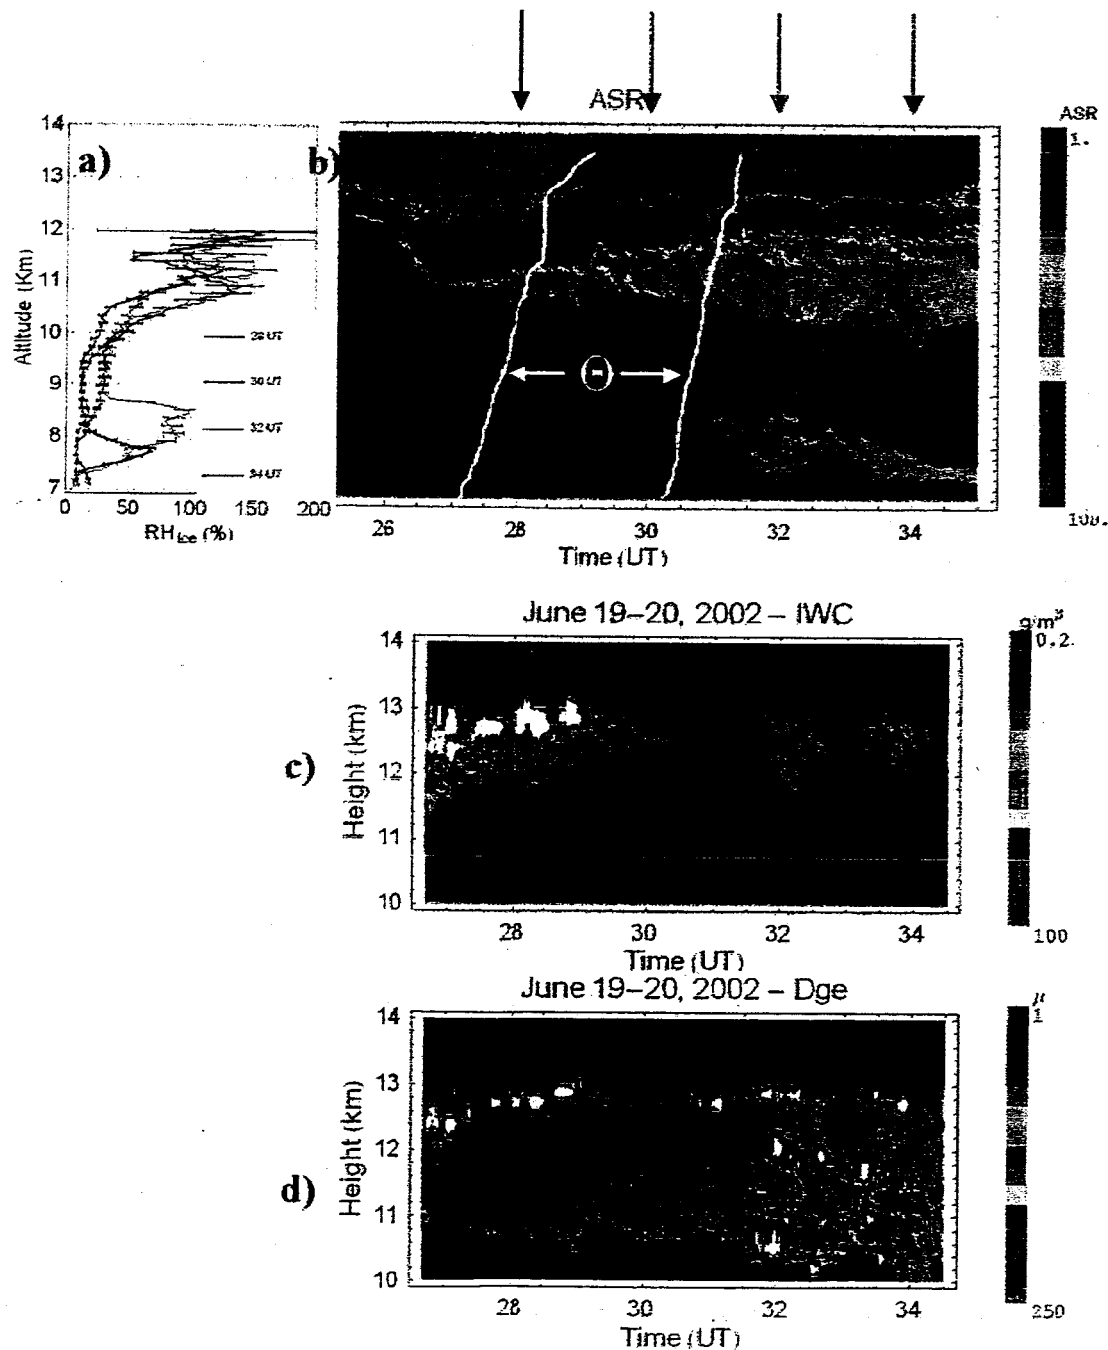 ASR
ASR
a)
b)
1.
100.
14
13
12
11
10
9
8
7
Altitude (Km)
28 UT
30 UT
32 UT
34 UT
0 50 100 150 200
RHice (%)
Θ
26 28 30 32 34
Time (UT)
June 19–20, 2002 – IWC
g/m³
0.2
100
c)
14
13
12
11
10
Height (km)
28 30 32 34
Time (UT)
June 19–20, 2002 – Dge
μ
1
250
d)
14
13
12
11
10
Height (km)
28 30 32 34
Time (UT)